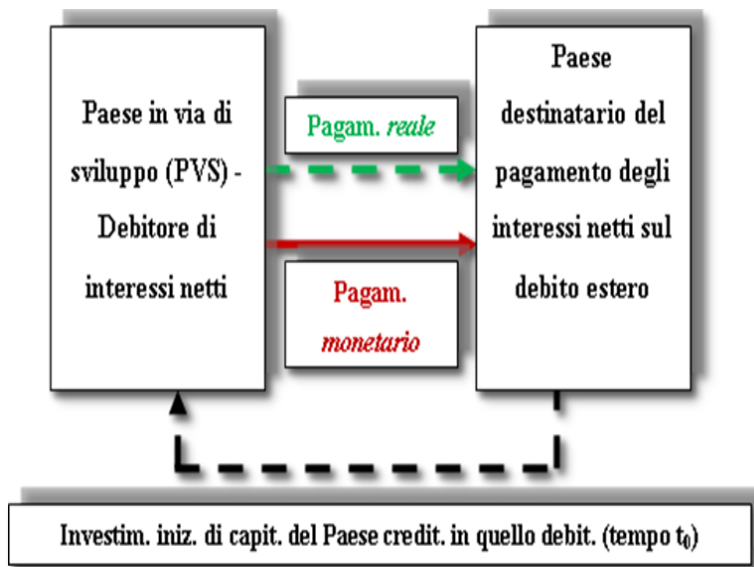 Paese in via di
sviluppo (PVS) -
Debitore di
interessi netti
Pagam. reale
Pagam.
monetario
Paese
destinatario del
pagamento degli
interessi netti sul
debito estero
Investim. iniz. di capit. del Paese credit. in quello debit. (tempo t₀)